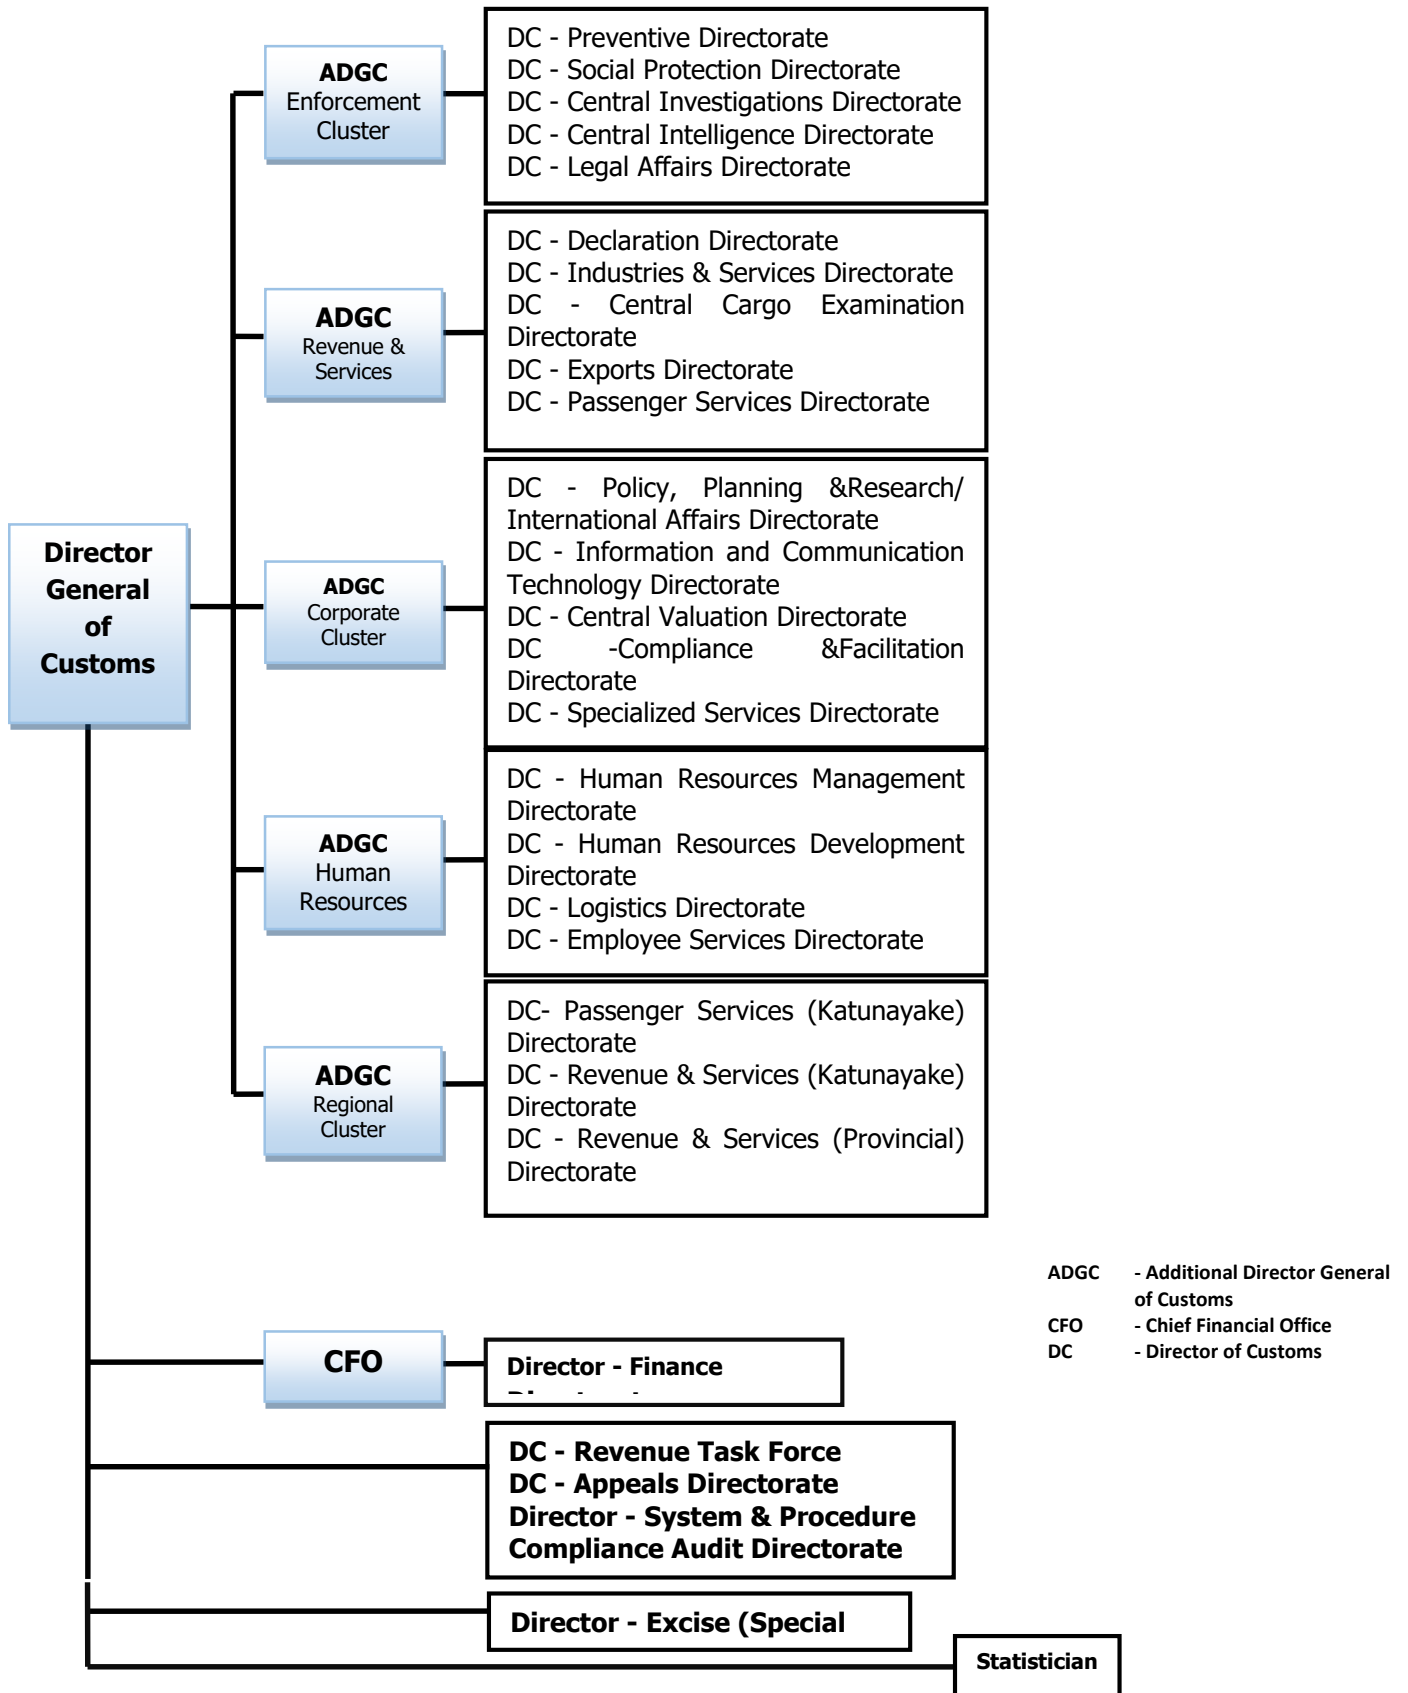 ADGC
Enforcement
Cluster
DC - Preventive Directorate
DC - Social Protection Directorate
DC - Central Investigations Directorate
DC - Central Intelligence Directorate
DC - Legal Affairs Directorate
ADGC
Revenue &
Services
DC - Declaration Directorate
DC - Industries & Services Directorate
DC - Central Cargo Examination
Directorate
DC - Exports Directorate
DC - Passenger Services Directorate
Director
General
of
Customs
ADGC
Corporate
Cluster
DC - Policy, Planning &Research/
International Affairs Directorate
DC - Information and Communication
Technology Directorate
DC - Central Valuation Directorate
DC -Compliance &Facilitation
Directorate
DC - Specialized Services Directorate
ADGC
Human
Resources
DC - Human Resources Management
Directorate
DC - Human Resources Development
Directorate
DC - Logistics Directorate
DC - Employee Services Directorate
ADGC
Regional
Cluster
DC- Passenger Services (Katunayake)
Directorate
DC - Revenue & Services (Katunayake)
Directorate
DC - Revenue & Services (Provincial)
Directorate
ADGC - Additional Director General
of Customs
CFO - Chief Financial Office
DC - Director of Customs
CFO
Director - Finance
DC - Revenue Task Force
DC - Appeals Directorate
Director - System & Procedure
Compliance Audit Directorate
Director - Excise (Special
Statistician